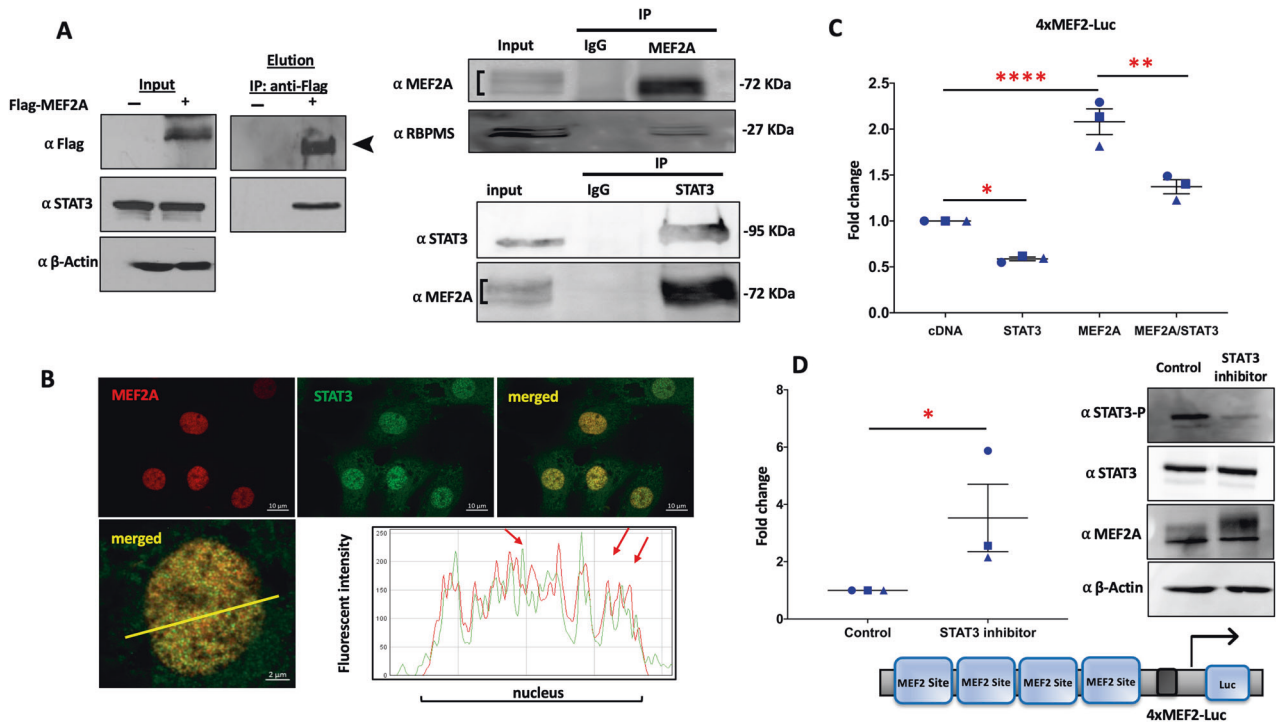 A
Input
Elution
IP: anti-Flag
Flag-MEF2A
–
+
–
+
α Flag
α STAT3
α β-Actin
IP
Input
IgG
MEF2A
α MEF2A
-72 KDa
α RBPMS
-27 KDa
IP
input
IgG
STAT3
α STAT3
-95 KDa
α MEF2A
-72 KDa
B
MEF2A
10 µm
STAT3
10 µm
merged
10 µm
merged
2 µm
Fluorescent intensity
250
200
150
100
50
0
nucleus
C
4xMEF2-Luc
Fold change
2.5
2.0
1.5
1.0
0.5
0.0
****
**
*
cDNA
STAT3
MEF2A
MEF2A/STAT3
D
Fold change
8
6
4
2
0
*
Control
STAT3 inhibitor
Control
STAT3
inhibitor
α STAT3-P
α STAT3
α MEF2A
α β-Actin
MEF2 Site
MEF2 Site
MEF2 Site
MEF2 Site
Luc
4xMEF2-Luc